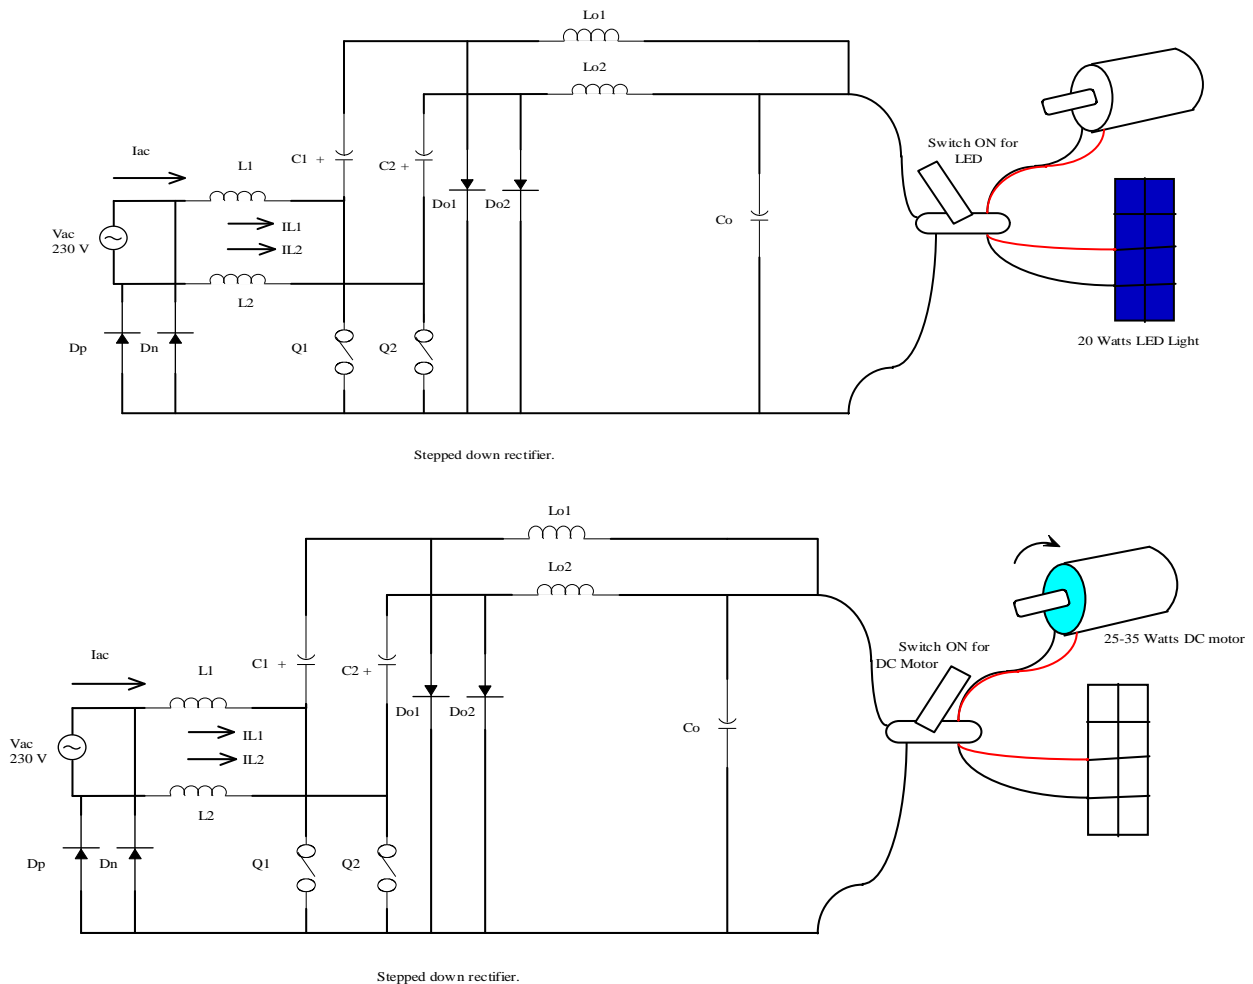 Lo1
Lo2
Switch ON for
LED
Iac
L1
C1 +
C2 +
Do1
Do2
Co
Vac
230 V
IL1
IL2
L2
Dp
Dn
Q1
Q2
20 Watts LED Light
Stepped down rectifier.
Lo1
Lo2
25-35 Watts DC motor
Switch ON for
DC Motor
Iac
L1
C1 +
C2 +
Do1
Do2
Co
Vac
230 V
IL1
IL2
L2
Dp
Dn
Q1
Q2
Stepped down rectifier.